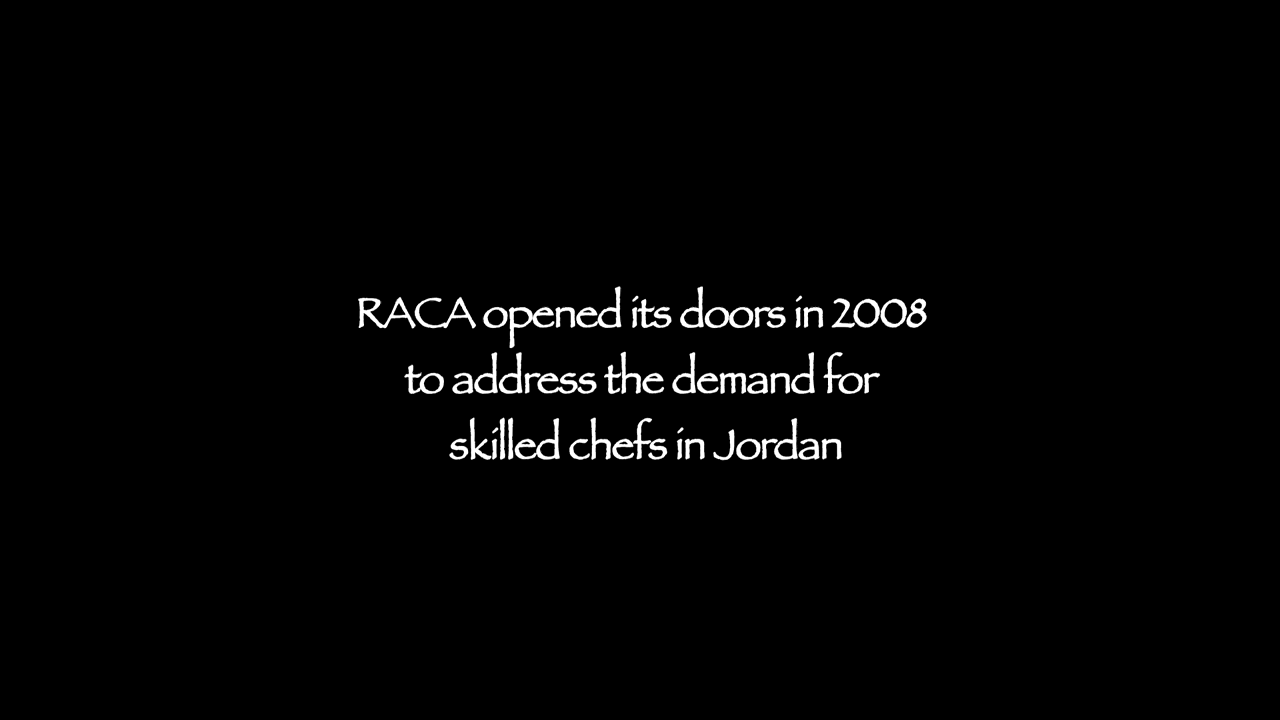 RACA opened its doors in 2008
to address the demand for
skilled chefs in Jordan